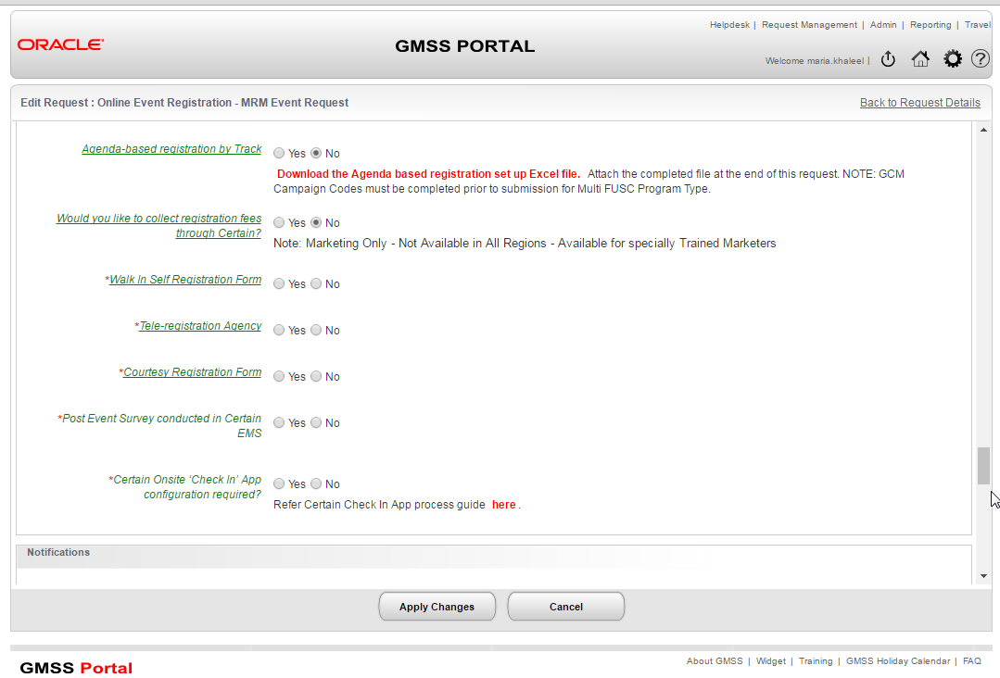 Helpdesk | Request Management | Admin | Reporting | Travel
ORACLE
GMSS PORTAL
Welcome maria.khaleel |
?
Edit Request : Online Event Registration - MRM Event Request
Back to Request Details
Agenda-based registration by Track
Yes No
Download the Agenda based registration set up Excel file. Attach the completed file at the end of this request. NOTE: GCM
Campaign Codes must be completed prior to submission for Multi FUSC Program Type.
Would you like to collect registration fees
through Certain?
Yes No
Note: Marketing Only - Not Available in All Regions - Available for specially Trained Marketers
*Walk In Self Registration Form
Yes No
*Tele-registration Agency
Yes No
*Courtesy Registration Form
Yes No
*Post Event Survey conducted in Certain
EMS
Yes No
*Certain Onsite ‘Check In’ App
configuration required?
Yes No
Refer Certain Check In App process guide here .
Notifications
Apply Changes
Cancel
GMSS Portal
About GMSS | Widget | Training | GMSS Holiday Calendar | FAQ